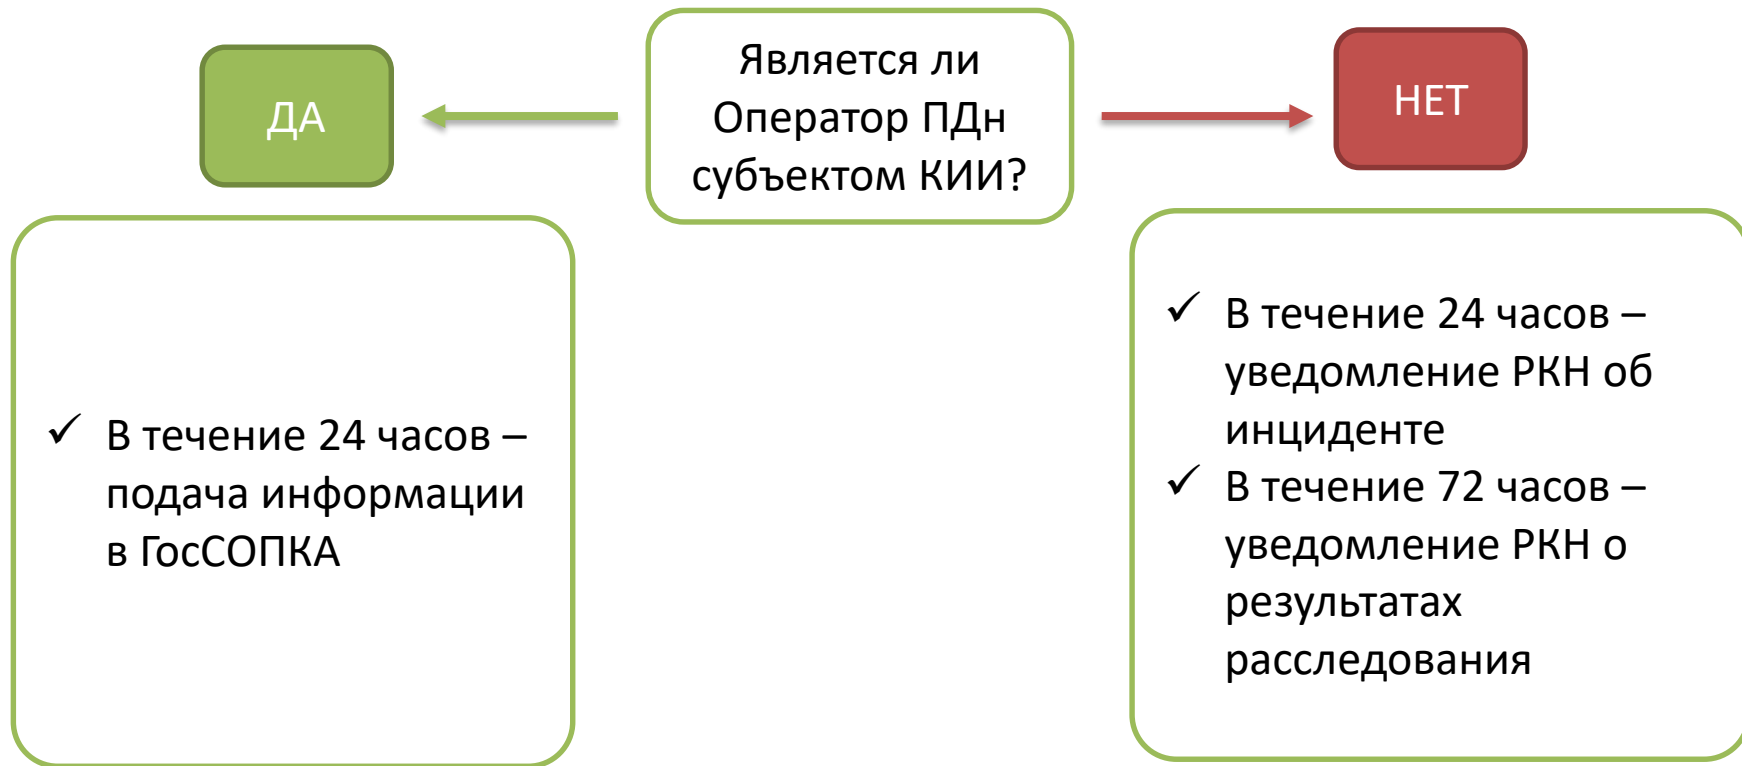 Является ли
Оператор ПДн
субъектом КИИ?
ДА
НЕТ
✓ В течение 24 часов –
подача информации
в ГосСОПКА
✓ В течение 24 часов –
уведомление РКН об
инциденте
✓ В течение 72 часов –
уведомление РКН о
результатах
расследования